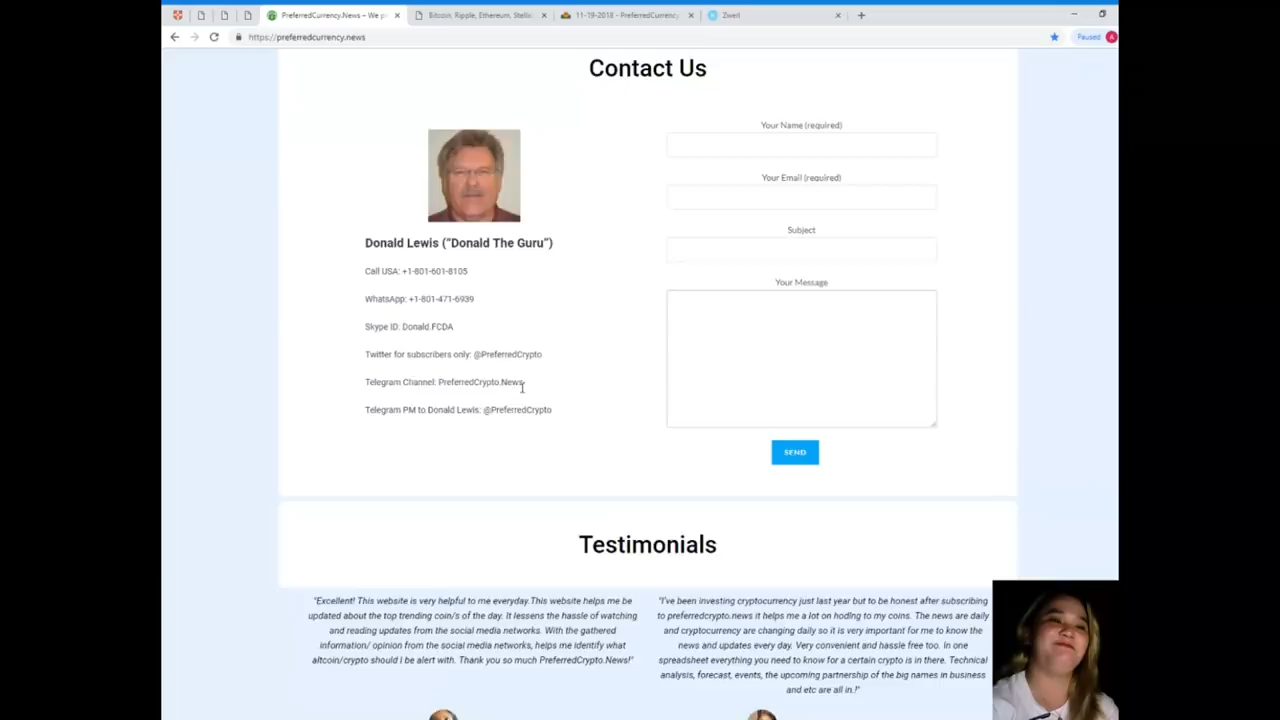 PreferredCurrency.News – We pr
Bitcoin, Ripple, Ethereum, Stella
11-19-2018 - PreferredCurrency
Zweit
https://preferredcurrency.news
Paused
A
Contact Us
Donald Lewis ("Donald The Guru")
Call USA: +1-801-601-8105
WhatsApp: +1-801-471-6939
Skype ID: Donald.FCDA
Twitter for subscribers only: @PreferredCrypto
Telegram Channel: PreferredCrypto.News
Telegram PM to Donald Lewis: @PreferredCrypto
Your Name (required)
Your Email (required)
Subject
Your Message
SEND
Testimonials
"Excellent! This website is very helpful to me everyday.This website helps me be
updated about the top trending coin/s of the day. It lessens the hassle of watching
and reading updates from the social media networks. With the gathered
information/ opinion from the social media networks, helps me identify what
altcoin/crypto should I be alert with. Thank you so much PreferredCrypto.News!"
"I've been investing cryptocurrency just last year but to be honest after subscribing
to preferredcrypto.news it helps me a lot on hodlng to my coins. The news are daily
and cryptocurrency are changing daily so it is very important for me to know the
news and updates every day. Very convenient and hassle free too. In one
spreadsheet everything you need to know for a certain crypto is in there. Technical
analysis, forecast, events, the upcoming partnership of the big names in business
and etc are all in.!"